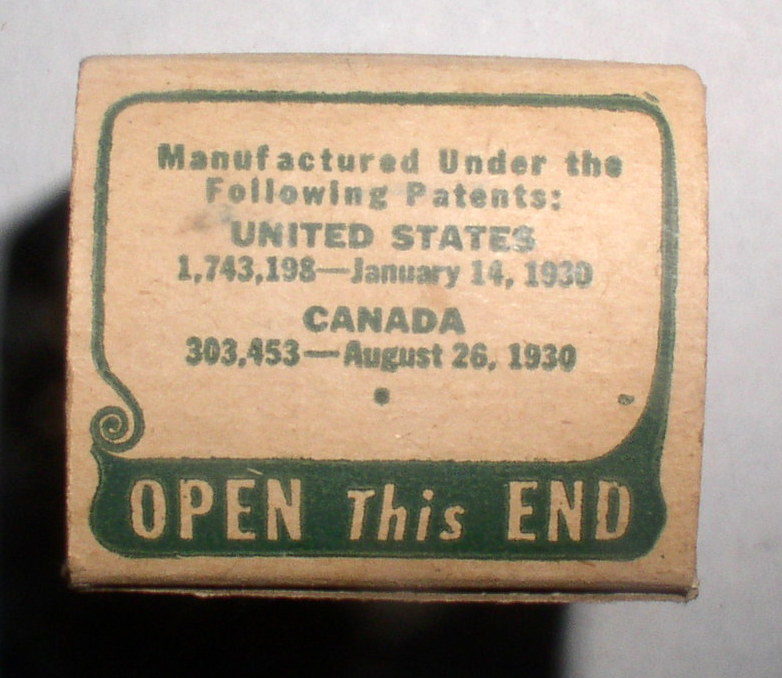 Manufactured Under the
Following Patents:
UNITED STATES
1,743,198—January 14, 1930
CANADA
303,453—August 26, 1930
OPEN This END